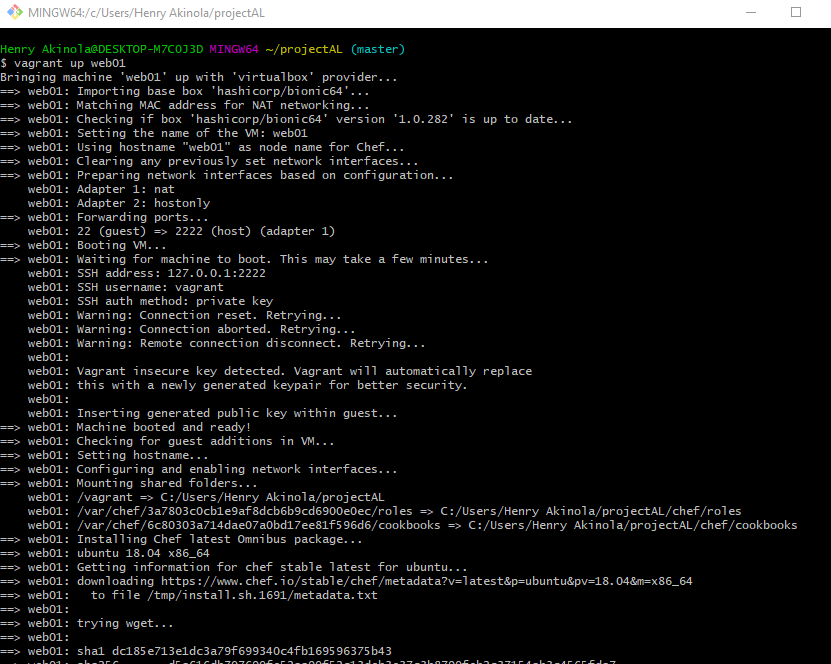 MINGW64:/c/Users/Henry Akinola/projectAL
Henry Akinola@DESKTOP-M7COJ3D MINGW64 ~/projectAL (master)
$ vagrant up web01
Bringing machine 'web01' up with 'virtualbox' provider...
==> web01: Importing base box 'hashicorp/bionic64'...
==> web01: Matching MAC address for NAT networking...
==> web01: Checking if box 'hashicorp/bionic64' version '1.0.282' is up to date...
==> web01: Setting the name of the VM: web01
==> web01: Using hostname "web01" as node name for Chef...
==> web01: Clearing any previously set network interfaces...
==> web01: Preparing network interfaces based on configuration...
    web01: Adapter 1: nat
    web01: Adapter 2: hostonly
==> web01: Forwarding ports...
    web01: 22 (guest) => 2222 (host) (adapter 1)
==> web01: Booting VM...
==> web01: Waiting for machine to boot. This may take a few minutes...
    web01: SSH address: 127.0.0.1:2222
    web01: SSH username: vagrant
    web01: SSH auth method: private key
    web01: Warning: Connection reset. Retrying...
    web01: Warning: Connection aborted. Retrying...
    web01: Warning: Remote connection disconnect. Retrying...
    web01:
    web01: Vagrant insecure key detected. Vagrant will automatically replace
    web01: this with a newly generated keypair for better security.
    web01:
    web01: Inserting generated public key within guest...
==> web01: Machine booted and ready!
==> web01: Checking for guest additions in VM...
==> web01: Setting hostname...
==> web01: Configuring and enabling network interfaces...
==> web01: Mounting shared folders...
    web01: /vagrant => C:/Users/Henry Akinola/projectAL
    web01: /var/chef/3a7803c0cb1e9af8dcb6b9cd6900e0ec/roles => C:/Users/Henry Akinola/projectAL/chef/roles
    web01: /var/chef/6c80303a714dae07a0bd17ee81f596d6/cookbooks => C:/Users/Henry Akinola/projectAL/chef/cookbooks
==> web01: Installing Chef latest Omnibus package...
==> web01: ubuntu 18.04 x86_64
==> web01: Getting information for chef stable latest for ubuntu...
==> web01: downloading https://www.chef.io/stable/chef/metadata?v=latest&p=ubuntu&pv=18.04&m=x86_64
==> web01:   to file /tmp/install.sh.1691/metadata.txt
==> web01:
==> web01: trying wget...
==> web01:
==> web01: sha1 dc185e713e1dc3a79f699340c4fb169596375b43
==> web01: sha256